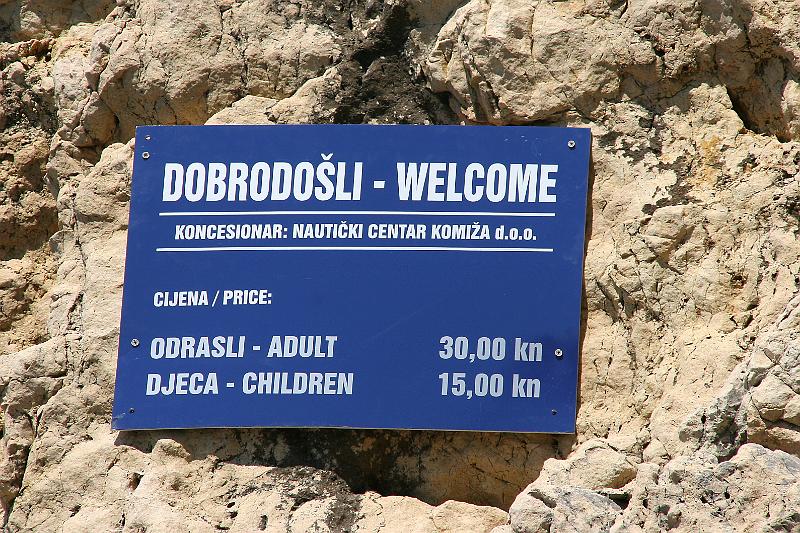 DOBRODOŠLI - WELCOME
KONCESIONAR: NAUTIČKI CENTAR KOMIŽA d.o.o.
CIJENA / PRICE:
ODRASLI - ADULT 30,00 kn
DJECA - CHILDREN 15,00 kn